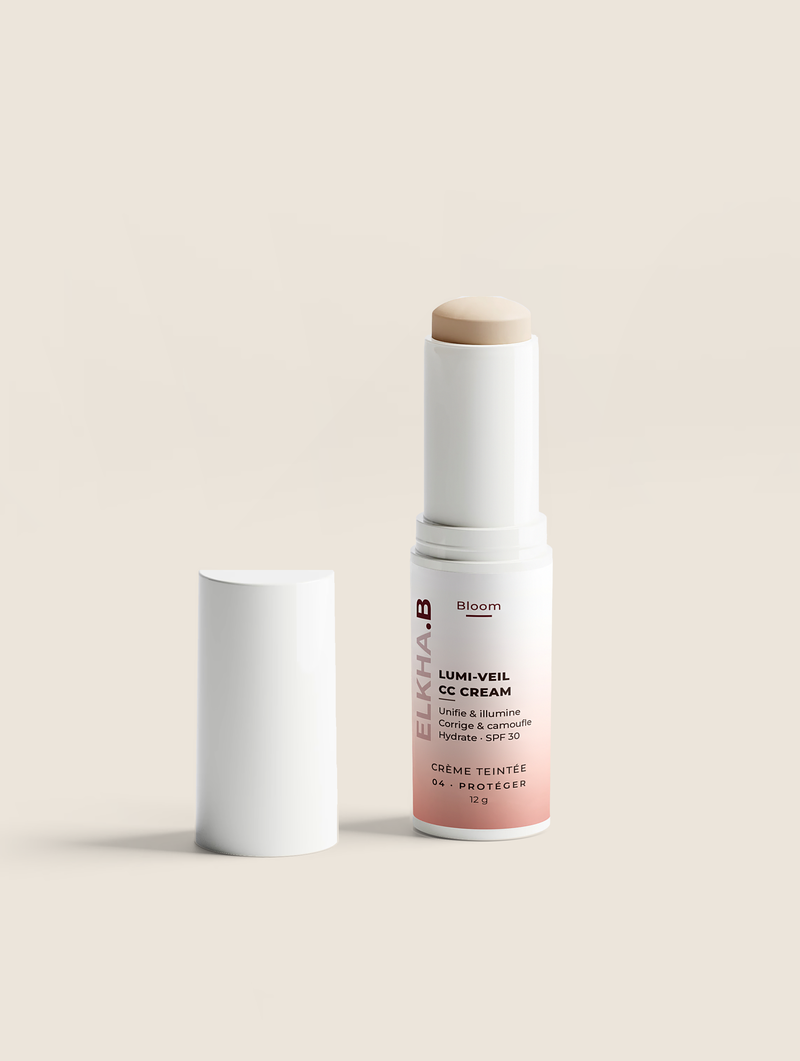 ELKHA.B
Bloom
LUMI-VEIL
CC CREAM
Unifie & illumine
Corrige & camoufle
Hydrate · SPF 30
CRÈME TEINTÉE
04 · PROTÉGER
12 g